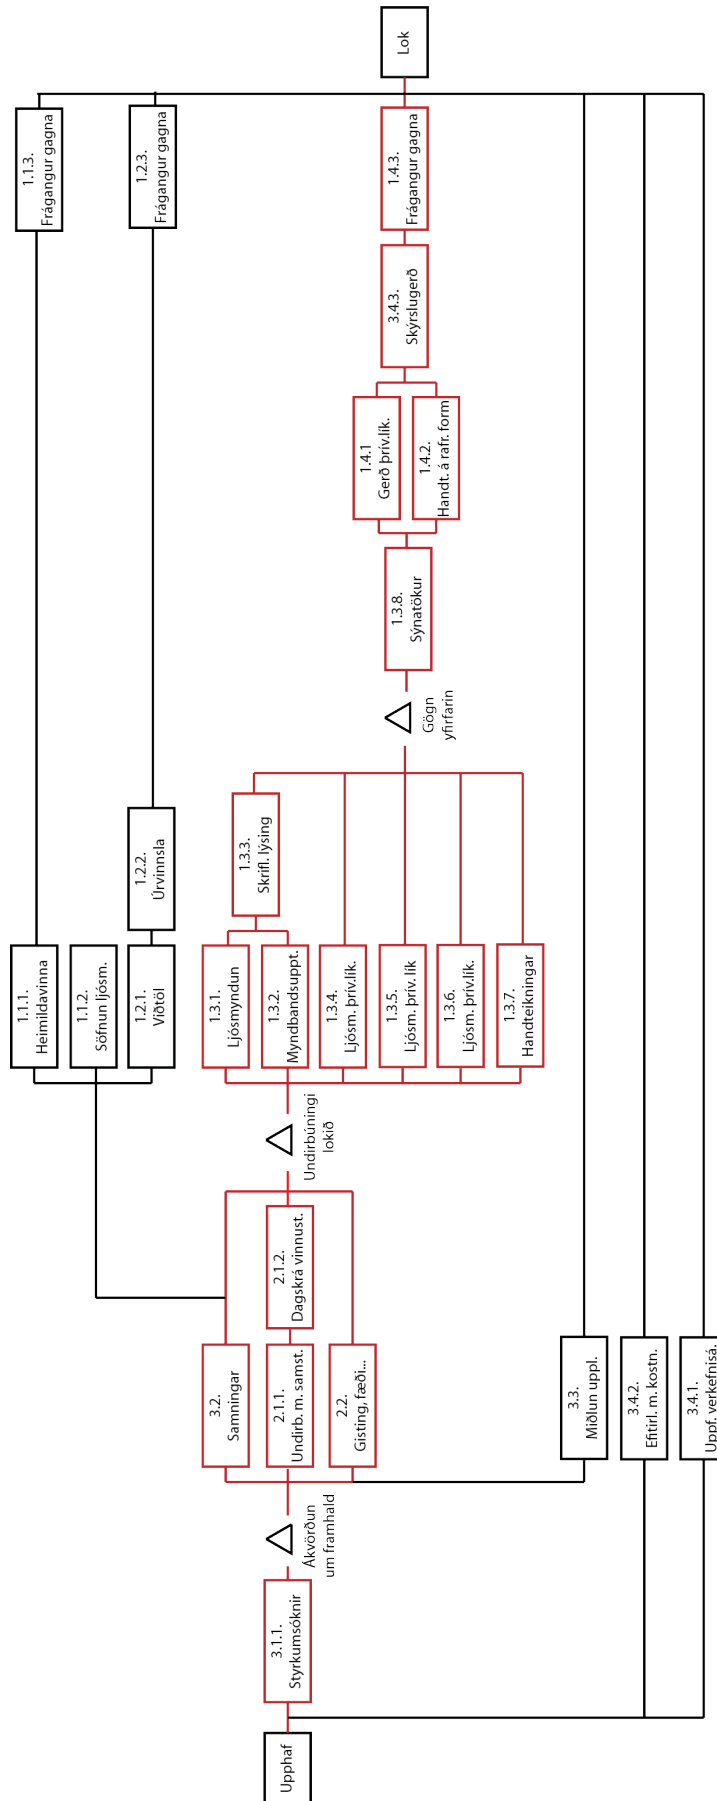 Upphaf
3.1.1.
Styrkumsóknir
Ákvörðun
um framhald
3.2.
Samningar
2.1.1.
Undirb. m. samst.
2.2.
Gisting, fæði...
2.1.2.
Dagskrá vinnust.
3.3.
Miðlun uppl.
3.4.2.
Efitirl. m. kostn.
3.4.1.
Uppf. verkefnisá.
Undirbúningi
lokið
1.1.1.
Heimildavinna
1.1.2.
Söfnun ljósm.
1.2.1.
Viðtöl
1.2.2.
Úrvinnsla
1.3.1.
Ljósmyndun
1.3.2.
Myndbandsuppt.
1.3.3.
Skrifl. lýsing
1.3.4.
Ljósm. þrív.lík.
1.3.5.
Ljósm. þrív. lík
1.3.6.
Ljósm. þrív.lík.
1.3.7.
Handteikningar
Gögn
yfirfarin
1.3.8.
Sýnatökur
1.4.1
Gerð þrív.lík.
1.4.2.
Handt. á rafr. form
3.4.3.
Skýrslugerð
1.1.3.
Frágangur gagna
1.2.3.
Frágangur gagna
1.4.3.
Frágangur gagna
Lok